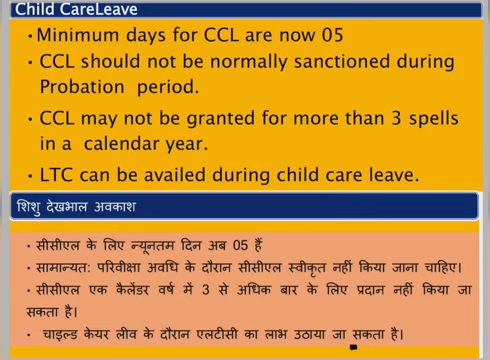 Child CareLeave
• Minimum days for CCL are now 05
• CCL should not be normally sanctioned during
Probation period.
• CCL may not be granted for more than 3 spells
in a calendar year.
• LTC can be availed during child care leave.
शिशु देखभाल अवकाश
• सीसीएल के लिए न्यूनतम दिन अब 05 हैं
• सामान्यत: परिवीक्षा अवधि के दौरान सीसीएल स्वीकृत नहीं किया जाना चाहिए।
• सीसीएल एक कैलेंडर वर्ष में 3 से अधिक बार के लिए प्रदान नहीं किया जा
सकता है।
• चाइल्ड केयर लीव के दौरान एलटीसी का लाभ उठाया जा सकता है।